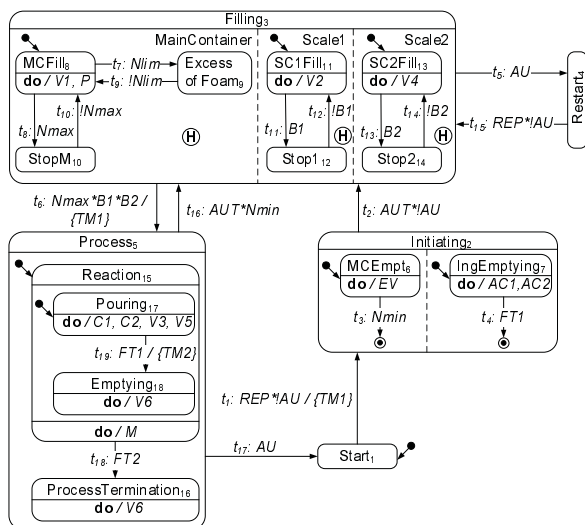 Filling3
MainContainer
MCFill8
do / V1, P
t7: Nlim
t9: !Nlim
Excess
of Foam9
t10: !Nmax
t8: Nmax
StopM10
H
Scale1
SC1Fill11
do / V2
t12: !B1
t11: B1
H
Stop112
Scale2
SC2Fill13
do / V4
t14: !B2
t13: B2
H
Stop214
t5: AU
t15: REP*!AU
Restart4
t6: Nmax*B1*B2 /
{TM1}
t16: AUT*Nmin
t2: AUT*!AU
Process5
Reaction15
Pouring17
do / C1, C2, V3, V5
t19: FT1 / {TM2}
Emptying18
do / V6
do / M
t18: FT2
ProcessTermination16
do / V6
Initiating2
MCEmpt6
do / EV
t3: Nmin
IngEmptying7
do / AC1,AC2
t4: FT1
t1: REP*!AU / {TM1}
t17: AU
Start1